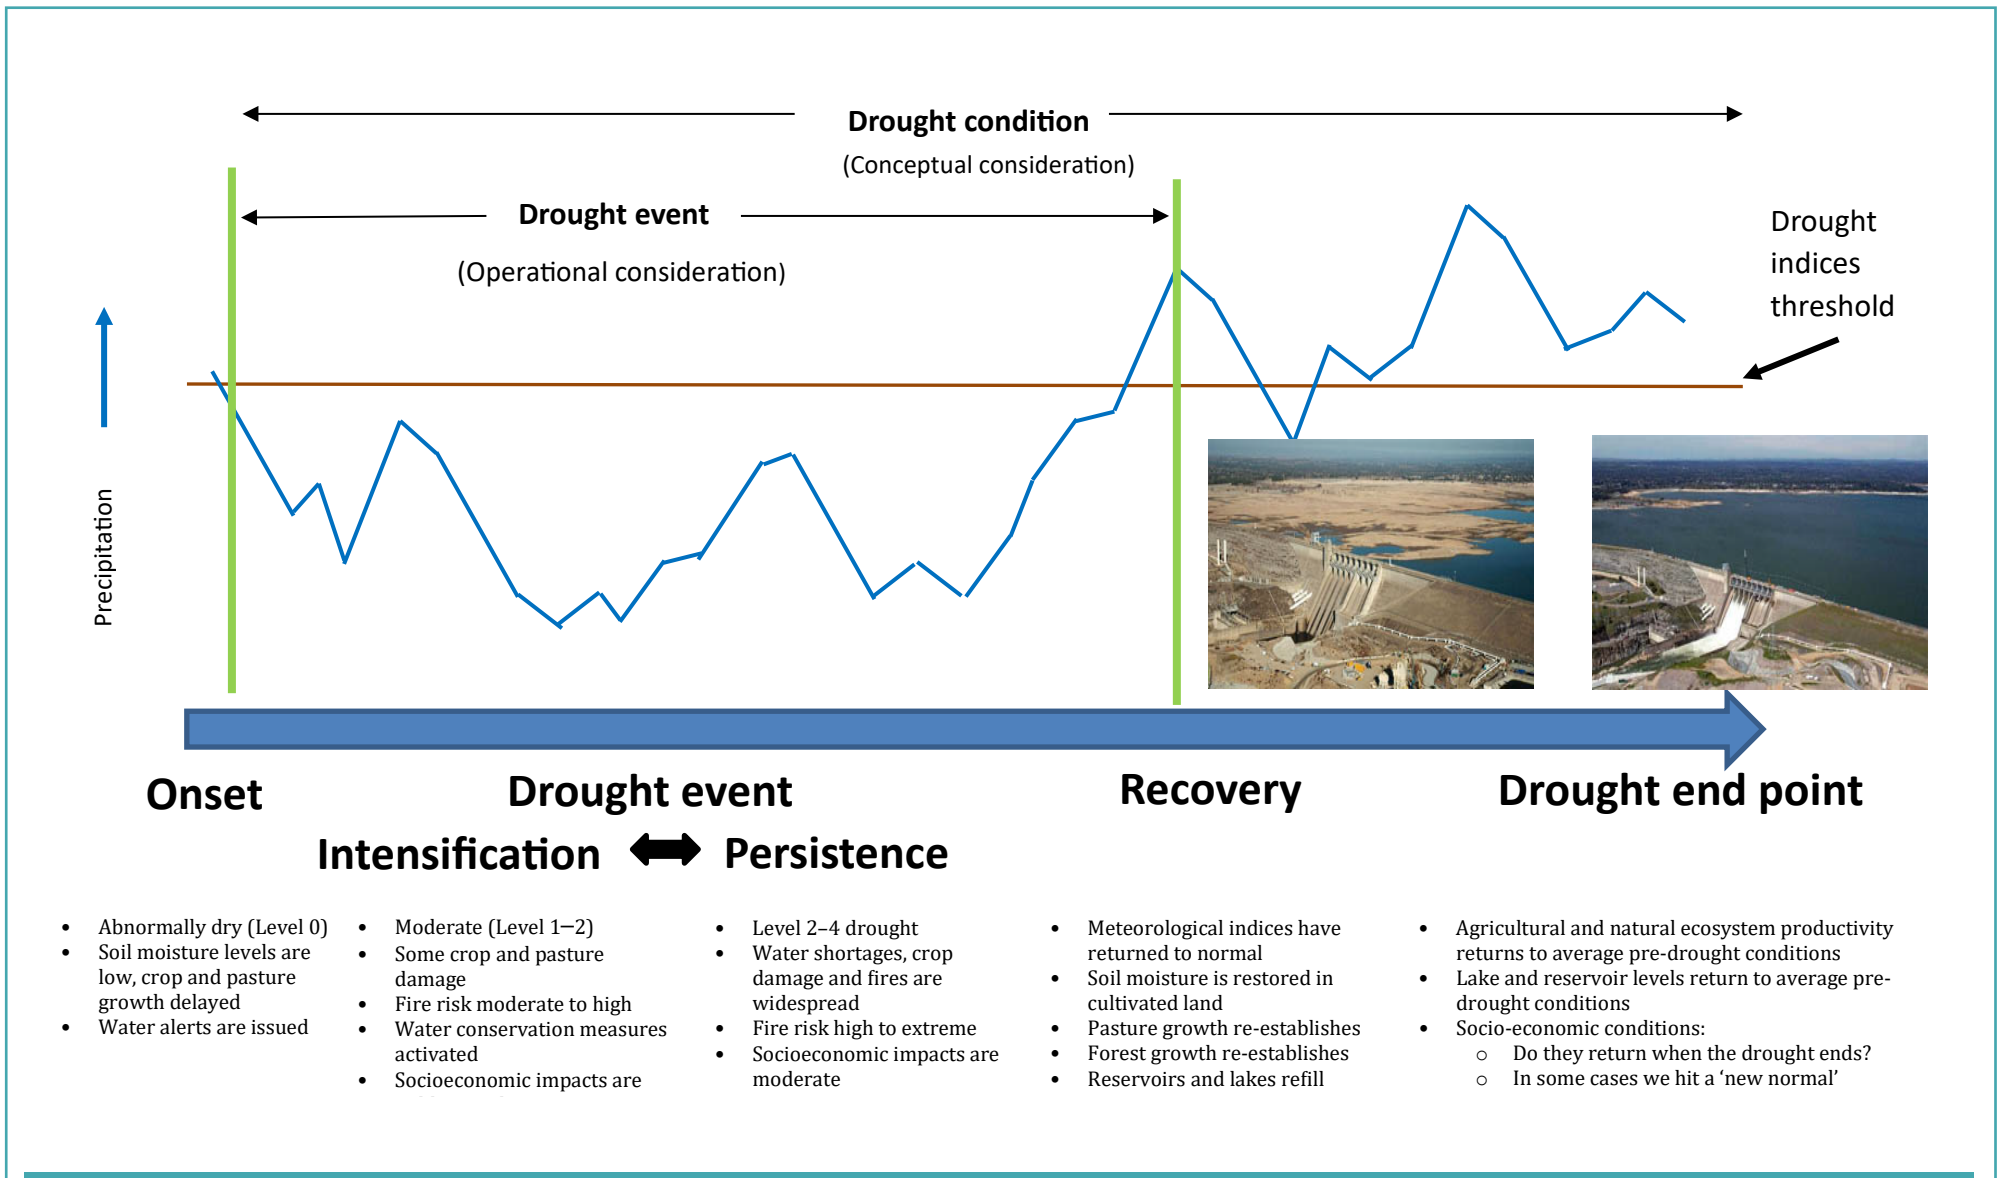 Drought condition
(Conceptual consideration)
Drought event
(Operational consideration)
Drought
indices
threshold
Precipitation
Onset
Drought event
Recovery
Drought end point
Intensification
Persistence
• Abnormally dry (Level 0)
• Soil moisture levels are
low, crop and pasture
growth delayed
• Water alerts are issued
• Moderate (Level 1–2)
• Some crop and pasture
damage
• Fire risk moderate to high
• Water conservation measures
activated
• Socioeconomic impacts are
• Level 2–4 drought
• Water shortages, crop
damage and fires are
widespread
• Fire risk high to extreme
• Socioeconomic impacts are
moderate
• Meteorological indices have
returned to normal
• Soil moisture is restored in
cultivated land
• Pasture growth re-establishes
• Forest growth re-establishes
• Reservoirs and lakes refill
• Agricultural and natural ecosystem productivity
returns to average pre-drought conditions
• Lake and reservoir levels return to average pre-
drought conditions
• Socio-economic conditions:
o Do they return when the drought ends?
o In some cases we hit a ‘new normal’